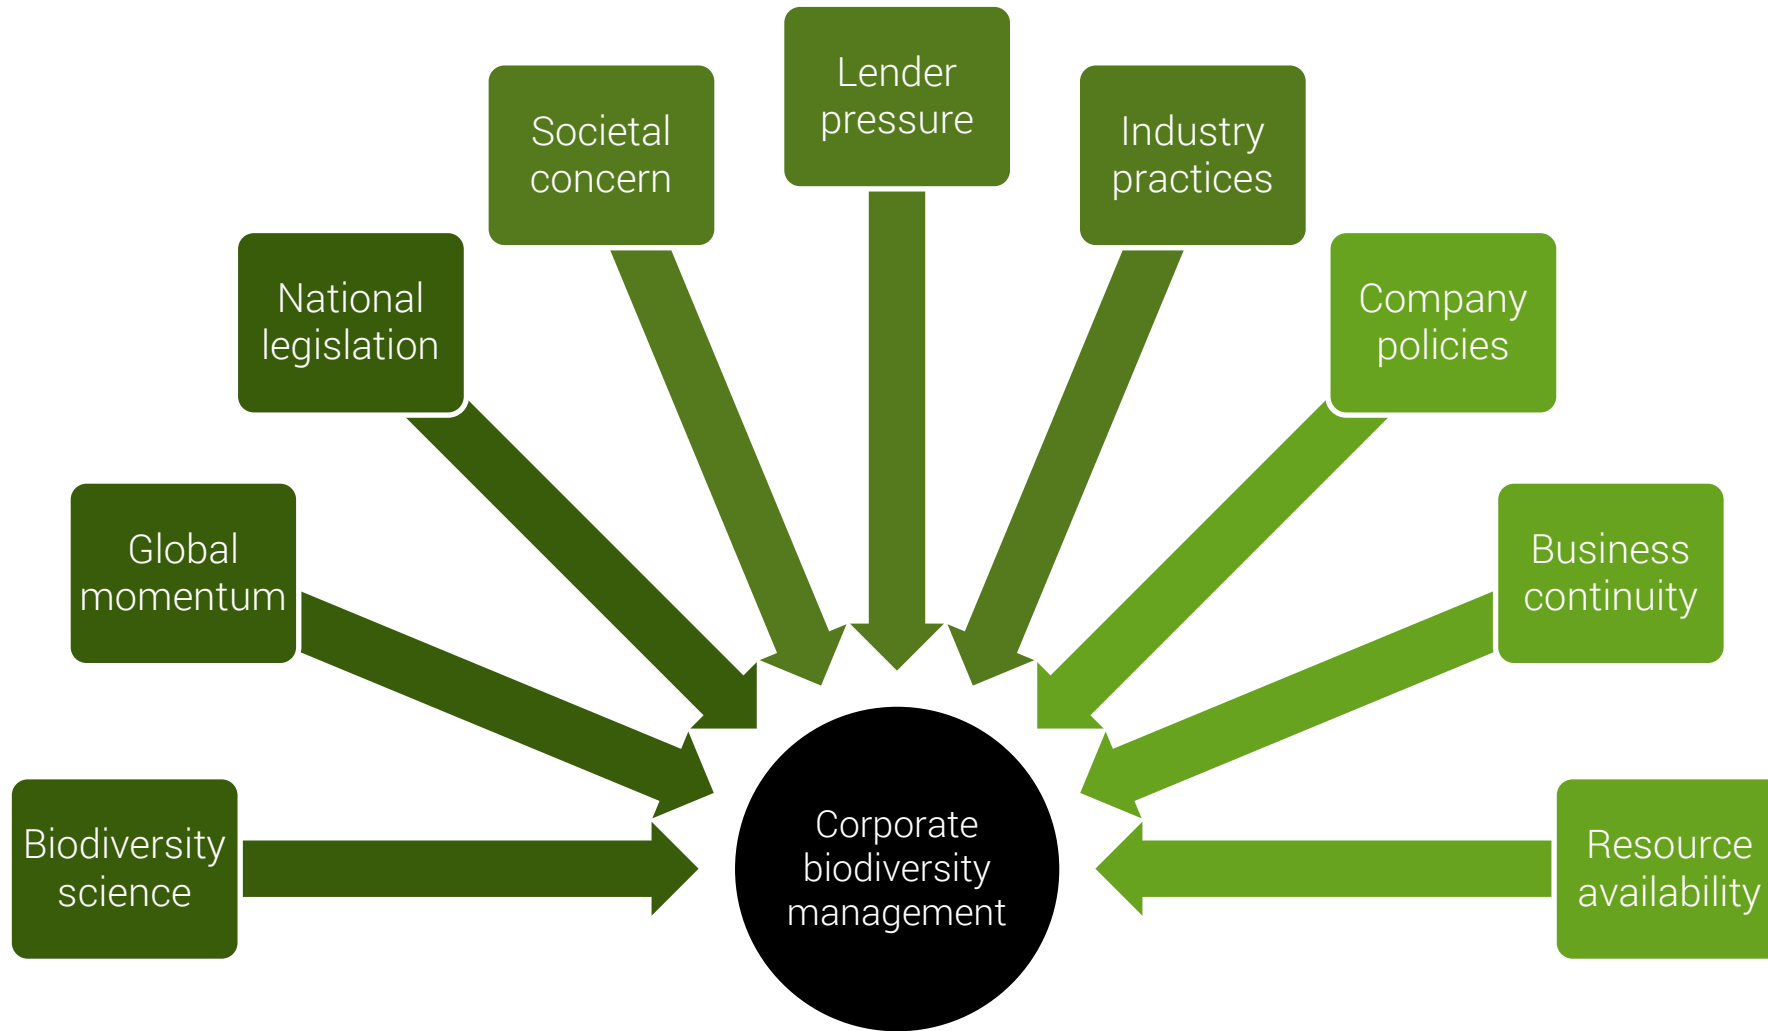 Lender
pressure
Societal
concern
Industry
practices
National
legislation
Company
policies
Global
momentum
Business
continuity
Biodiversity
science
Corporate
biodiversity
management
Resource
availability